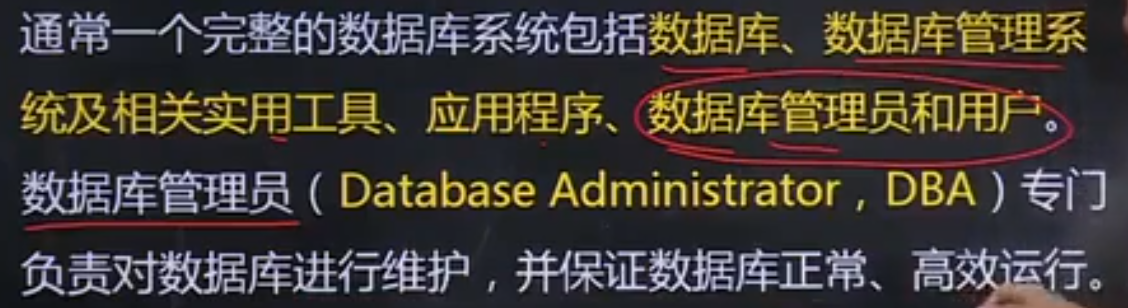 通常一个完整的数据库系统包括数据库、数据库管理系
统及相关实用工具、应用程序、数据库管理员和用户。
数据库管理员（Database Administrator，DBA）专门
负责对数据库进行维护，并保证数据库正常、高效运行。